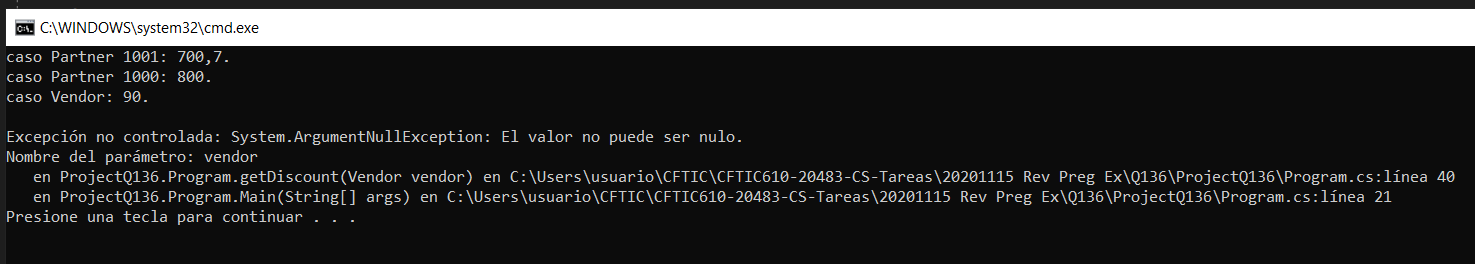 C:\WINDOWS\system32\cmd.exe
caso Partner 1001: 700,7.
caso Partner 1000: 800.
caso Vendor: 90.
Excepción no controlada: System.ArgumentNullException: El valor no puede ser nulo.
Nombre del parámetro: vendor
en ProjectQ136.Program.getDiscount(Vendor vendor) en C:\Users\usuario\CFTIC\CFTIC610-20483-CS-Tareas\20201115 Rev Preg Ex\Q136\ProjectQ136\Program.cs:línea 40
en ProjectQ136.Program.Main(String[] args) en C:\Users\usuario\CFTIC\CFTIC610-20483-CS-Tareas\20201115 Rev Preg Ex\Q136\ProjectQ136\Program.cs:línea 21
Presione una tecla para continuar . . .